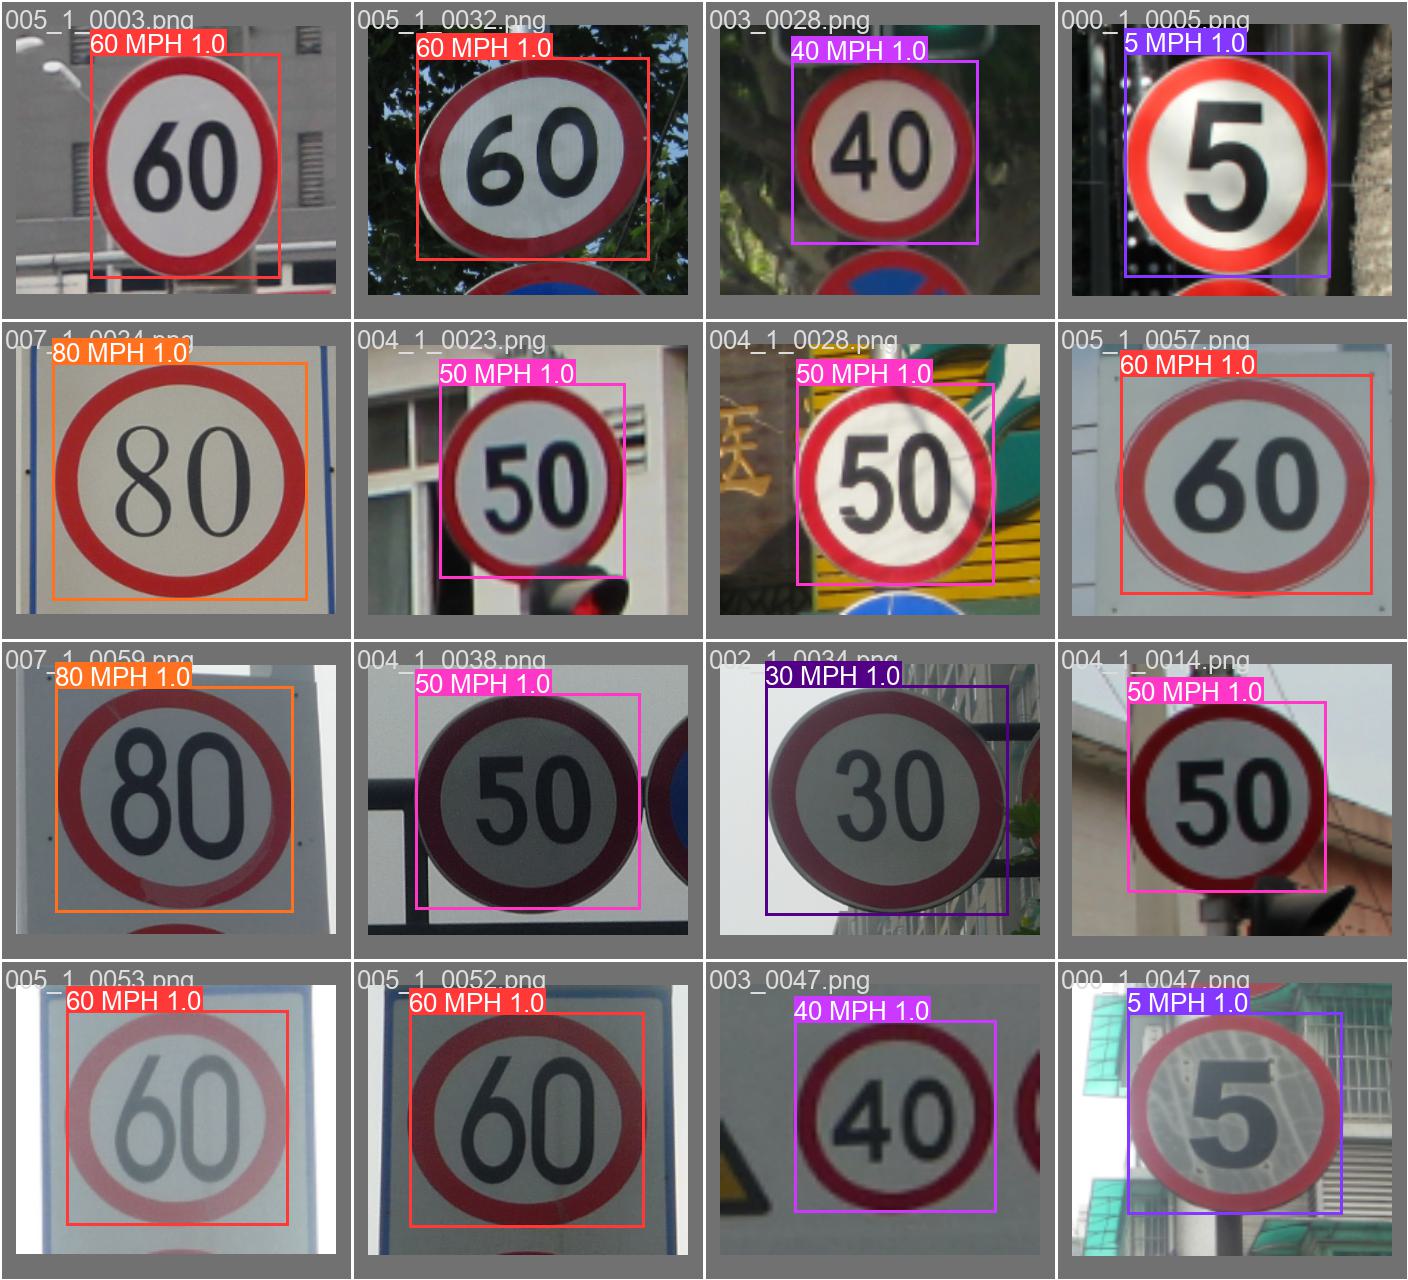 005_1_0003.png
60 MPH 1.0
60
005_1_0032.png
60 MPH 1.0
60
003_0028.png
40 MPH 1.0
40
000_1_0005.png
5 MPH 1.0
5
007_1_0034.png
80 MPH 1.0
80
004_1_0023.png
50 MPH 1.0
50
004_1_0028.png
50 MPH 1.0
医
50
005_1_0057.png
60 MPH 1.0
60
007_1_0059.png
80 MPH 1.0
80
004_1_0038.png
50 MPH 1.0
50
002_1_0034.png
30 MPH 1.0
30
004_1_0014.png
50 MPH 1.0
50
005_1_0053.png
60 MPH 1.0
60
005_1_0052.png
60 MPH 1.0
60
003_0047.png
40 MPH 1.0
40
000_1_0047.png
5 MPH 1.0
5